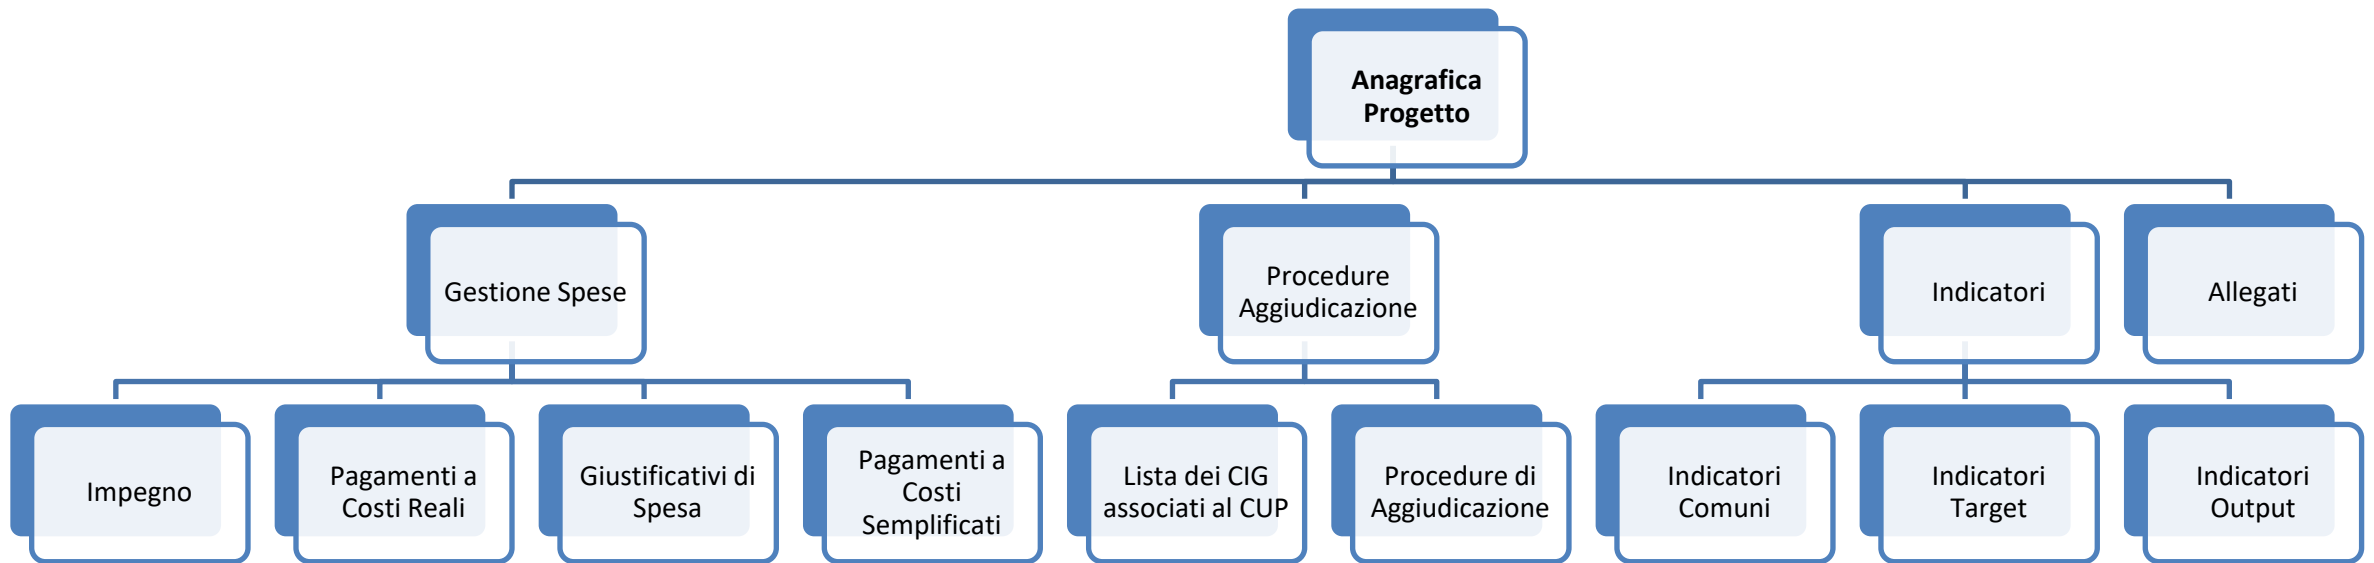 Anagrafica
Progetto
Gestione Spese
Procedure
Aggiudicazione
Indicatori
Allegati
Impegno
Pagamenti a
Costi Reali
Giustificativi di
Spesa
Pagamenti a
Costi
Semplificati
Lista dei CIG
associati al CUP
Procedure di
Aggiudicazione
Indicatori
Comuni
Indicatori
Target
Indicatori
Output